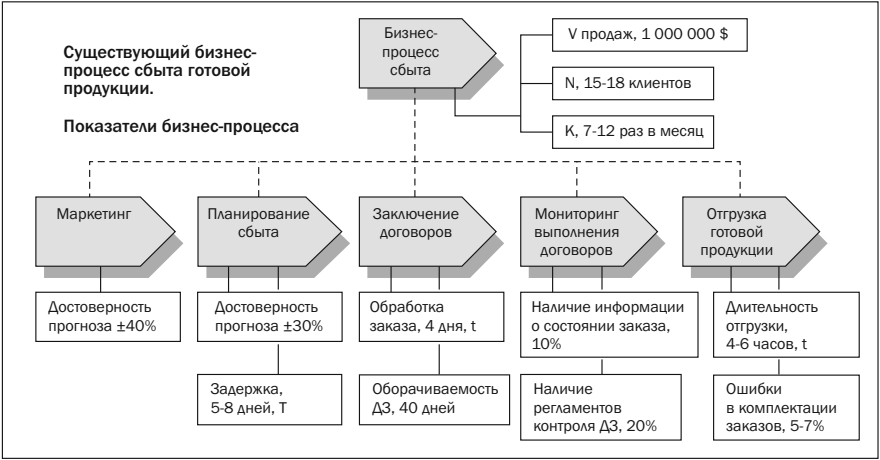 Существующий бизнес-
процесс сбыта готовой
продукции.
Показатели бизнес-процесса
Бизнес-
процесс
сбыта
V продаж, 1 000 000 $
N, 15-18 клиентов
K, 7-12 раз в месяц
Маркетинг
Планирование
сбыта
Заключение
договоров
Мониторинг
выполнения
договоров
Отгрузка
готовой
продукции
Достоверность
прогноза ±40%
Достоверность
прогноза ±30%
Обработка
заказа, 4 дня, t
Наличие информации
о состоянии заказа,
10%
Длительность
отгрузки,
4-6 часов, t
Задержка,
5-8 дней, T
Оборачиваемость
ДЗ, 40 дней
Наличие
регламентов
контроля ДЗ, 20%
Ошибки
в комплектации
заказов, 5-7%